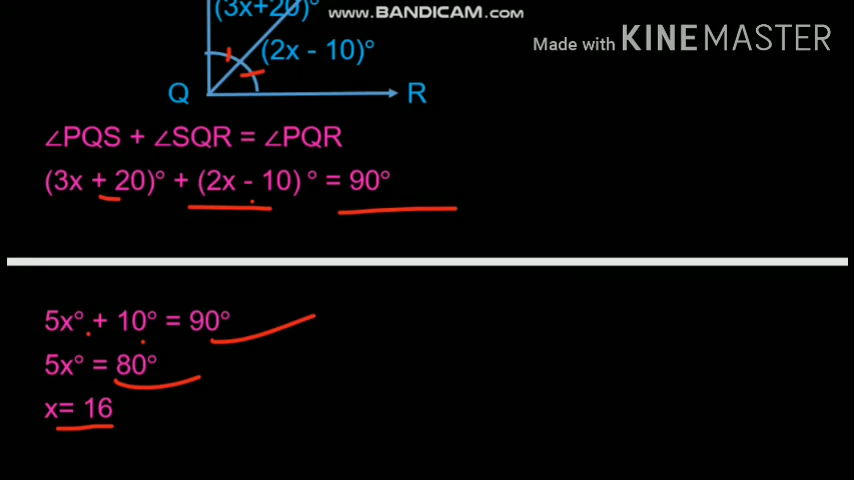 (3x+20)°
www.BANDICAM.com
Made with KINEMASTER
(2x - 10)°
Q
R
∠PQS + ∠SQR = ∠PQR
(3x + 20)° + (2x - 10) ° = 90°
5x° + 10° = 90°
5x° = 80°
x= 16